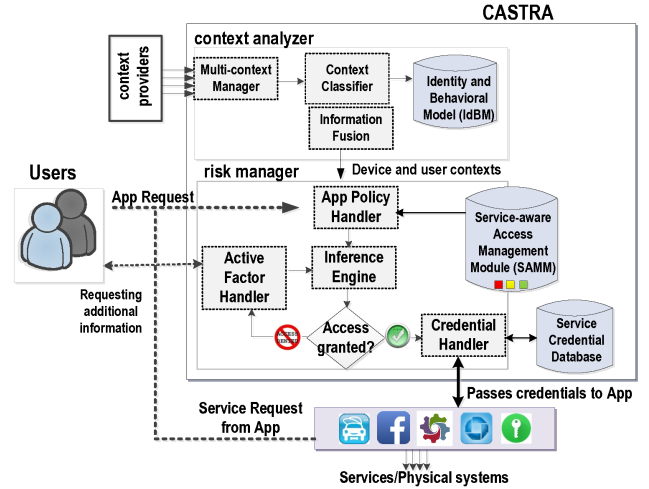 CASTRA
context analyzer
context
providers
Multi-context
Manager
Context
Classifier
Information
Fusion
Identity and
Behavioral
Model (IdBM)
Device and user contexts
risk manager
Users
App Request
App Policy
Handler
Service-aware
Access
Management
Module (SAMM)
Active
Factor
Handler
Inference
Engine
Requesting
additional
information
ACCESS
DENIED
Access
granted?
Credential
Handler
Service
Credential
Database
Passes credentials to App
Service Request
from App
f
Services/Physical systems